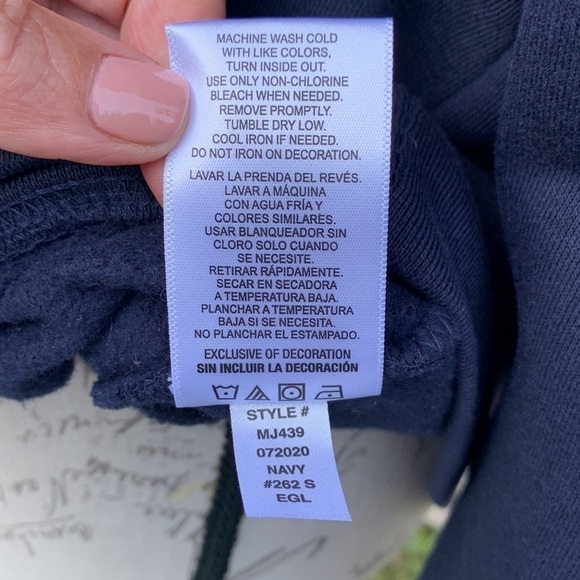 MACHINE WASH COLD
WITH LIKE COLORS,
TURN INSIDE OUT.
USE ONLY NON-CHLORINE
BLEACH WHEN NEEDED.
REMOVE PROMPTLY.
TUMBLE DRY LOW.
COOL IRON IF NEEDED.
DO NOT IRON ON DECORATION.
LAVAR LA PRENDA DEL REVÉS.
LAVAR A MÁQUINA
CON AGUA FRÍA Y
COLORES SIMILARES.
USAR BLANQUEADOR SIN
CLORO SOLO CUANDO
SE NECESITE.
RETIRAR RÁPIDAMENTE.
SECAR EN SECADORA
A TEMPERATURA BAJA.
PLANCHAR A TEMPERATURA
BAJA SI SE NECESITA.
NO PLANCHAR EL ESTAMPADO.
EXCLUSIVE OF DECORATION
SIN INCLUIR LA DECORACIÓN
STYLE #
MJ439
072020
NAVY
#262 S
EGL